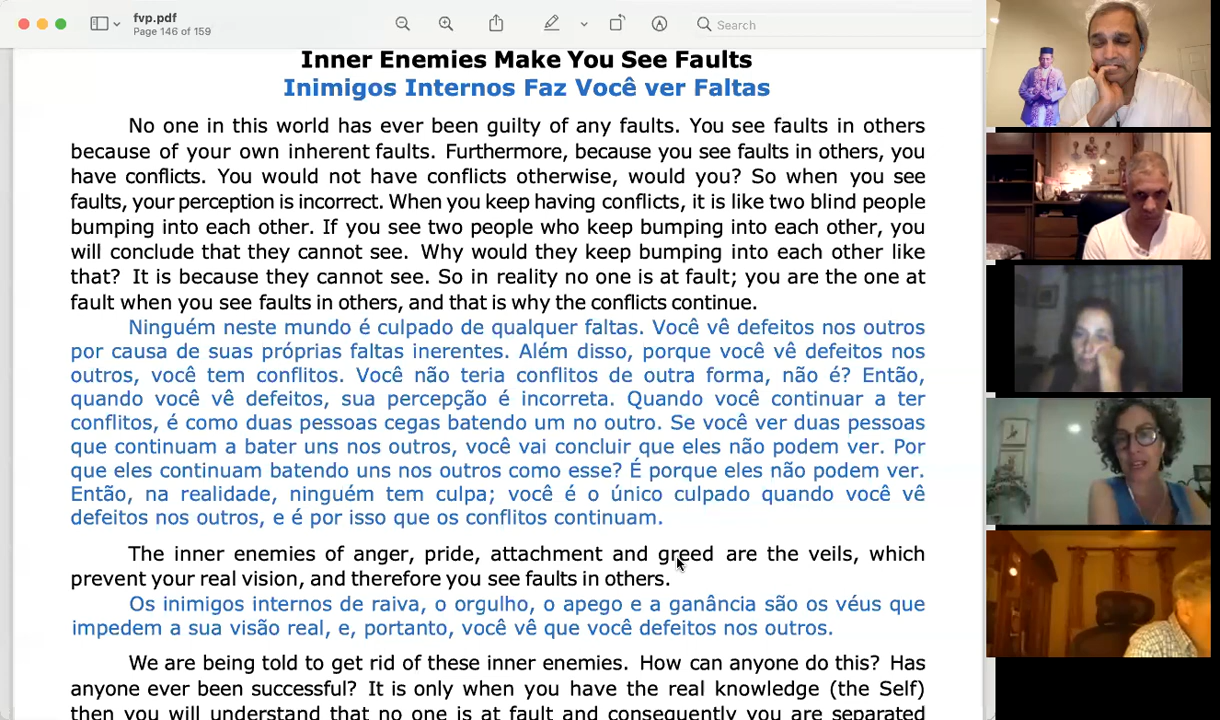 fvp.pdf
Page 146 of 159
Search
Inner Enemies Make You See Faults
Inimigos Internos Faz Você ver Faltas
No one in this world has ever been guilty of any faults. You see faults in others
because of your own inherent faults. Furthermore, because you see faults in others, you
have conflicts. You would not have conflicts otherwise, would you? So when you see
faults, your perception is incorrect. When you keep having conflicts, it is like two blind people
bumping into each other. If you see two people who keep bumping into each other, you
will conclude that they cannot see. Why would they keep bumping into each other like
that? It is because they cannot see. So in reality no one is at fault; you are the one at
fault when you see faults in others, and that is why the conflicts continue.
Ninguém neste mundo é culpado de qualquer faltas. Você vê defeitos nos outros
por causa de suas próprias faltas inerentes. Além disso, porque você vê defeitos nos
outros, você tem conflitos. Você não teria conflitos de outra forma, não é? Então,
quando você vê defeitos, sua percepção é incorreta. Quando você continuar a ter
conflitos, é como duas pessoas cegas batendo um no outro. Se você ver duas pessoas
que continuam a bater uns nos outros, você vai concluir que eles não podem ver. Por
que eles continuam batendo uns nos outros como esse? É porque eles não podem ver.
Então, na realidade, ninguém tem culpa; você é o único culpado quando você vê
defeitos nos outros, e é por isso que os conflitos continuam.
The inner enemies of anger, pride, attachment and greed are the veils, which
prevent your real vision, and therefore you see faults in others.
Os inimigos internos de raiva, o orgulho, o apego e a ganância são os véus que
impedem a sua visão real, e, portanto, você vê que você defeitos nos outros.
We are being told to get rid of these inner enemies. How can anyone do this? Has
anyone ever been successful? It is only when you have the real knowledge (the Self)
then you will understand that no one is at fault and consequently you are separated